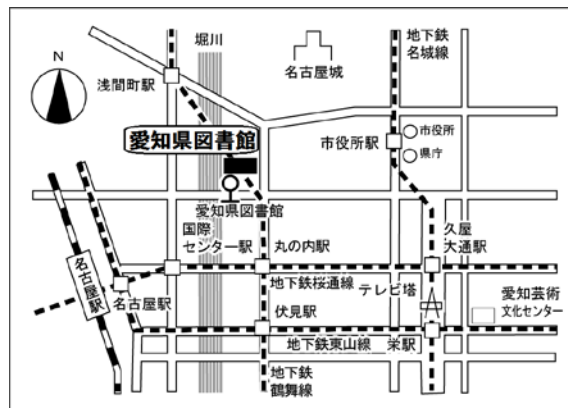 堀川
地下鉄
名城線
N
浅間町駅
名古屋城
愛知県図書館
市役所駅
市役所
県庁
愛知県図書館
国際
センター駅
丸の内駅
久屋
大通駅
名古屋駅
名古屋駅
地下鉄桜通線
テレビ塔
愛知芸術
文化センター
伏見駅
地下鉄東山線
栄駅
地下鉄
鶴舞線